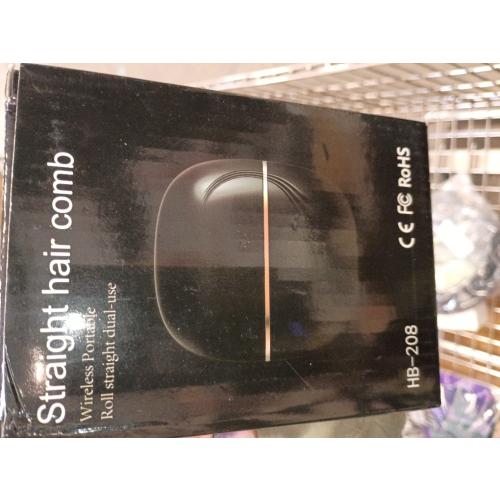 Straight hair comb
Wireless Portable
Roll straight dual-use
HB-208
CE FC RoHS